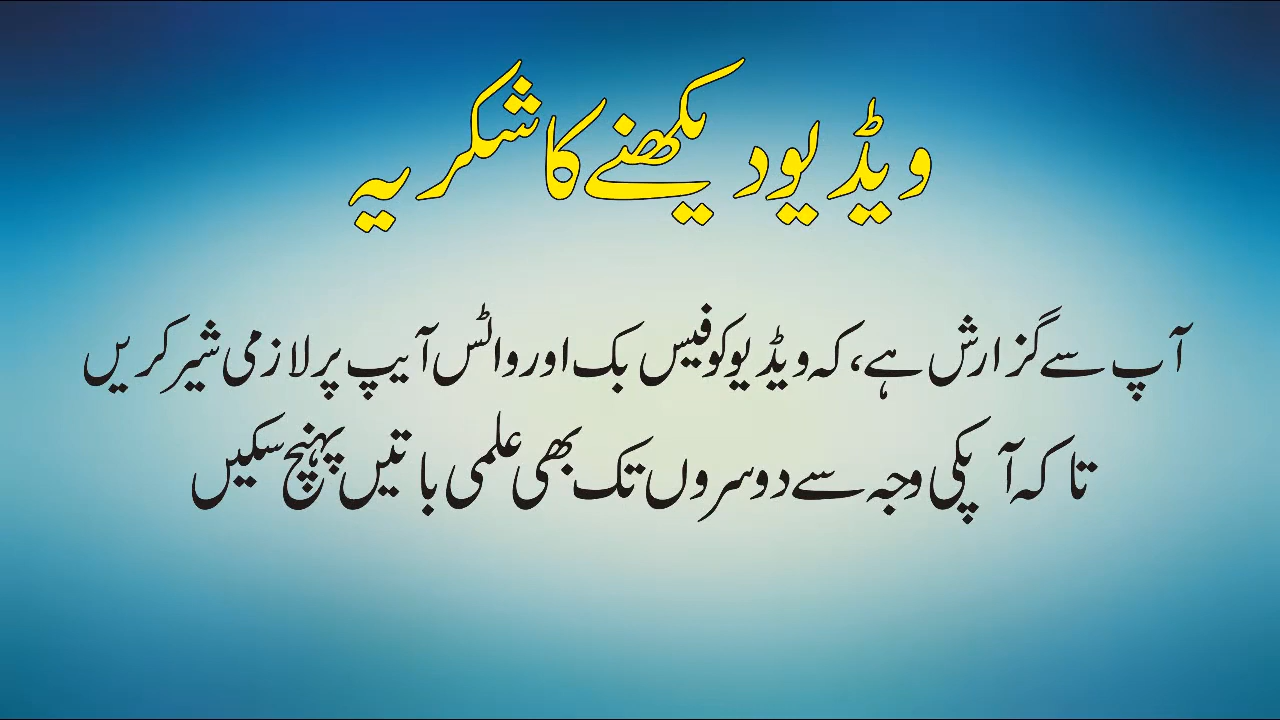 ویڈیو دیکھنے کا شکریہ
آپ سے گزارش ہے، کہ ویڈیو کو فیس بک اور واٹس آیپ پر لازمی شیر کریں
تاکہ آپکی وجہ سے دوسروں تک بھی علمی باتیں پہنچ سکیں